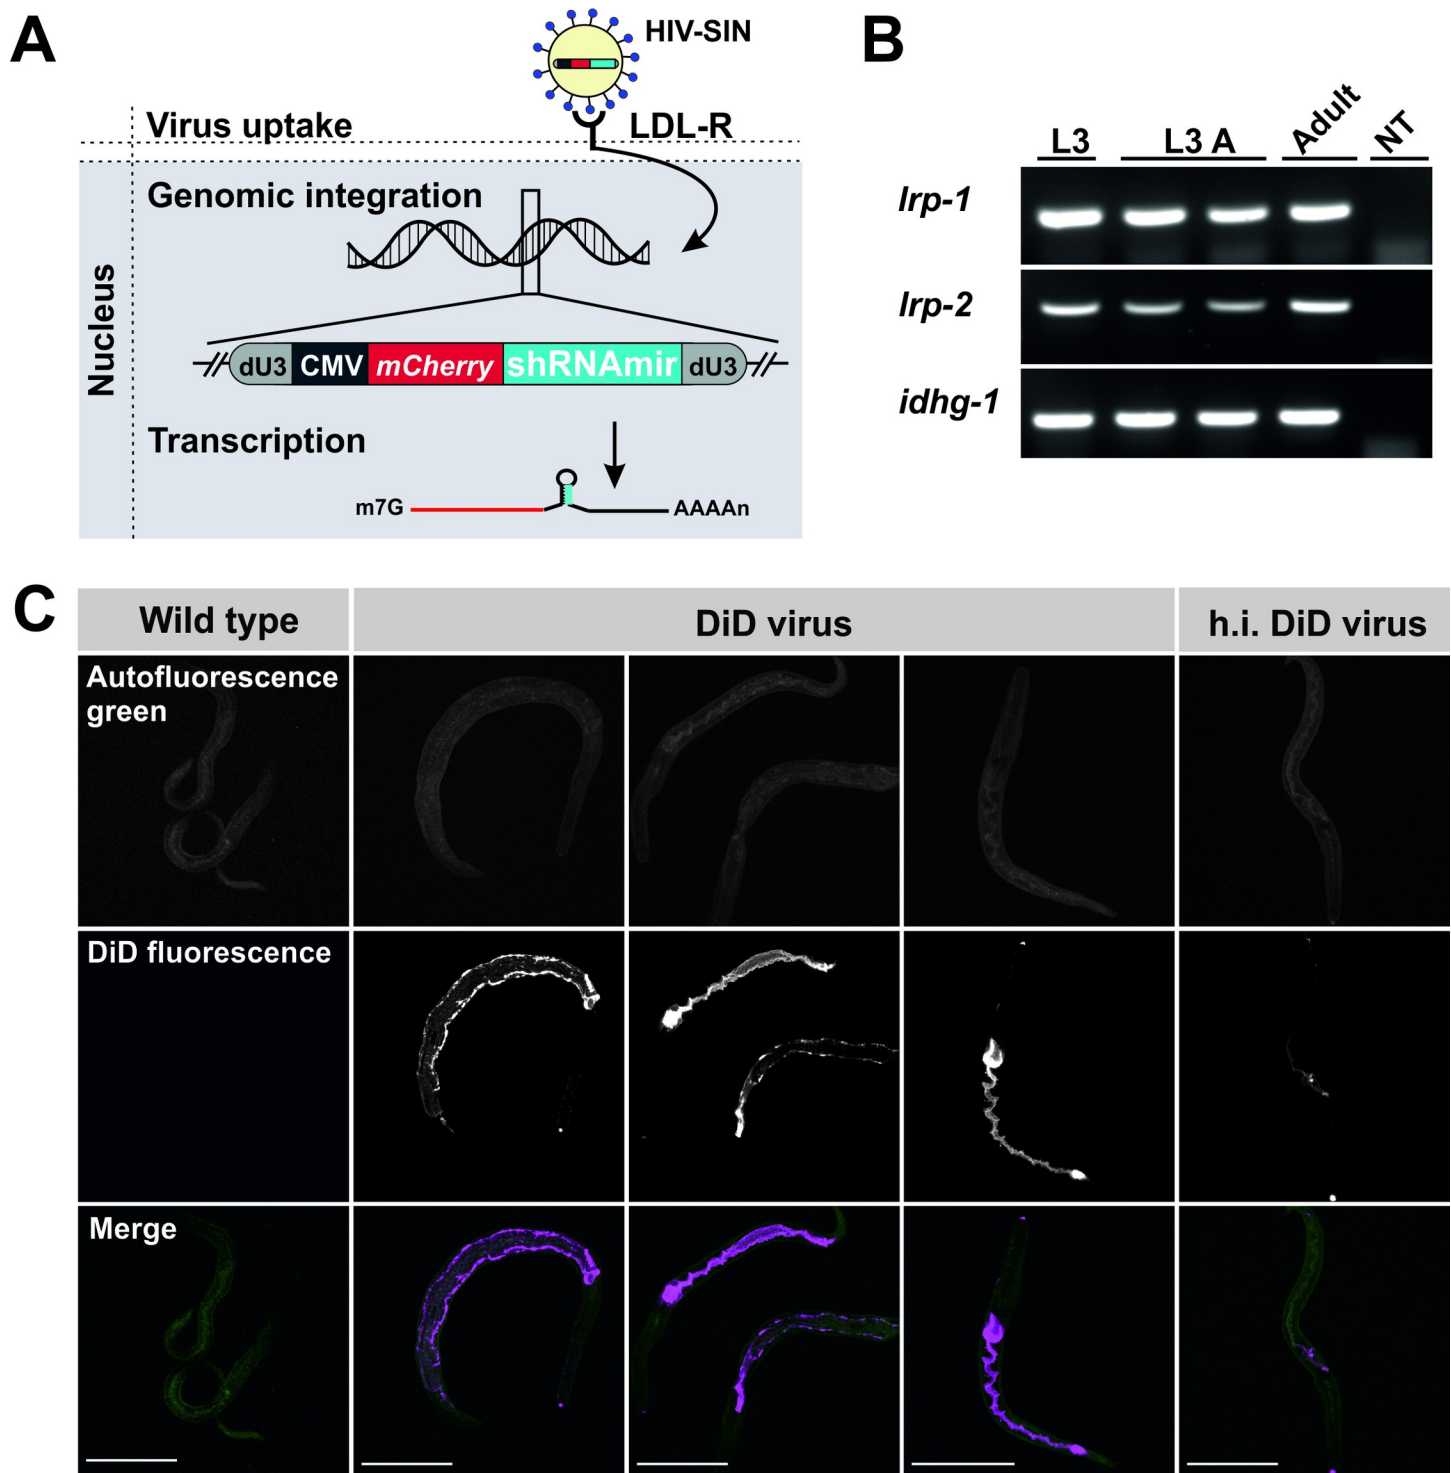 A
HIV-SIN
Virus uptake
LDL-R
Genomic integration
Nucleus
dU3 CMV mCherry shRNAmir dU3
Transcription
m7G
AAAAn
B
L3 L3 A Adult NT
lrp-1
lrp-2
idhg-1
C
Wild type
DiD virus
h.i. DiD virus
Autofluorescence
green
DiD fluorescence
Merge